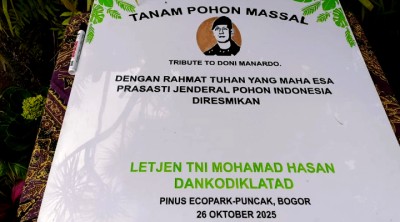 TANAM POHON MASSAL
TRIBUTE TO DONI MANARDO.
DENGAN RAHMAT TUHAN YANG MAHA ESA
PRASASTI JENDERAL POHON INDONESIA
DIRESMIKAN
LETJEN TNI MOHAMAD HASAN
DANKODIKLATAD
PINUS ECOPARK-PUNCAK, BOGOR
26 OKTOBER 2025